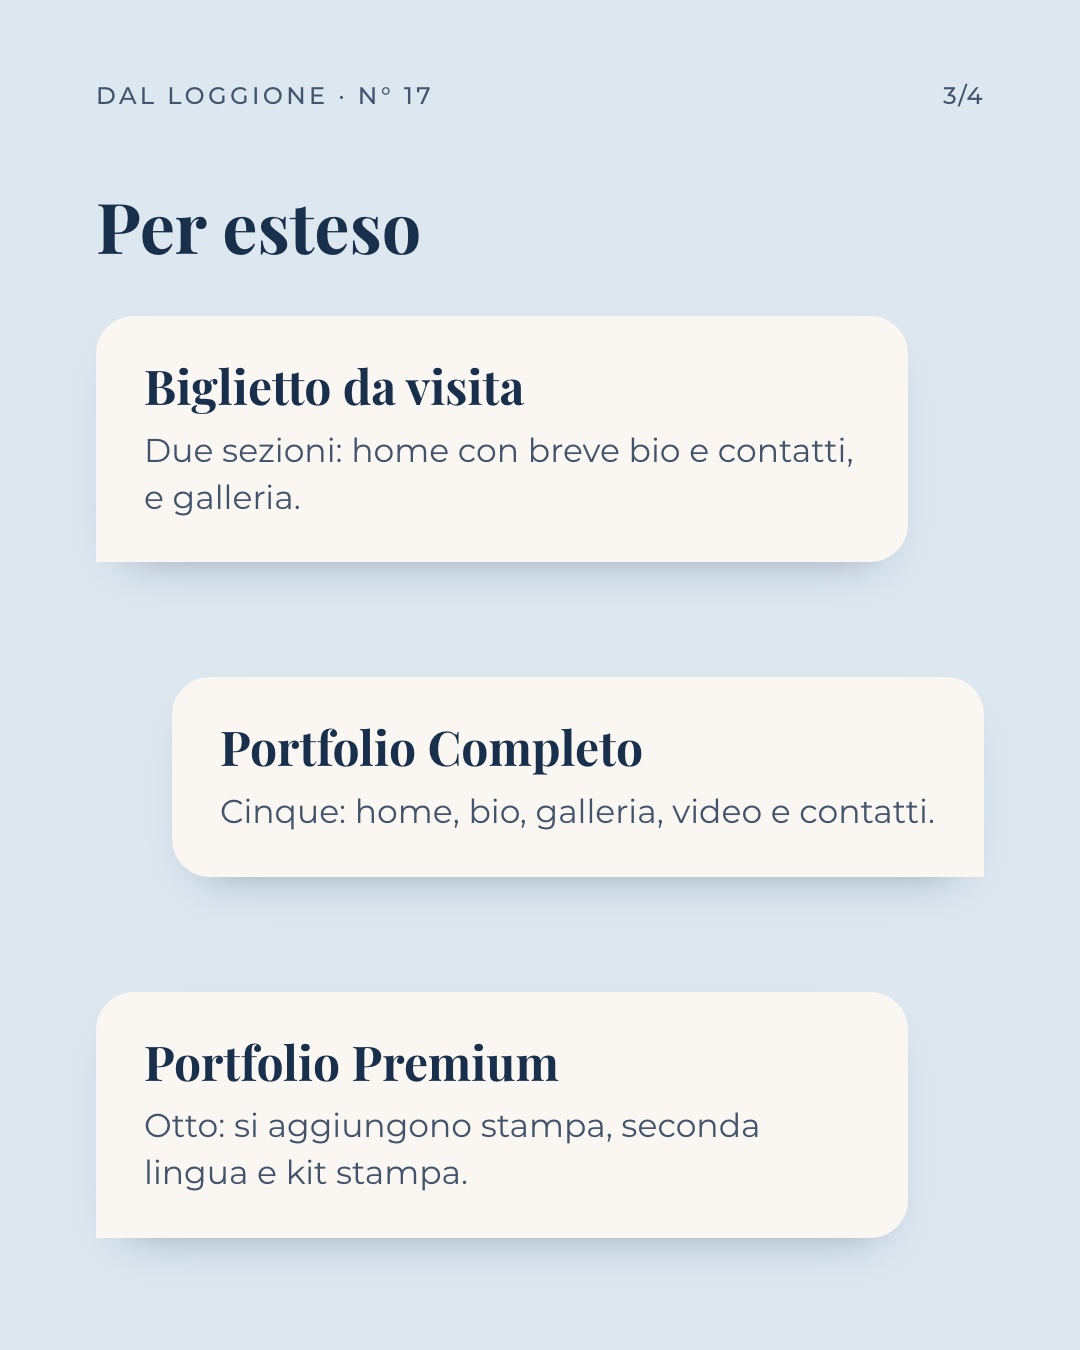 DAL LOGGIONE · N° 17
3/4
Per esteso
Biglietto da visita
Due sezioni: home con breve bio e contatti,
e galleria.
Portfolio Completo
Cinque: home, bio, galleria, video e contatti.
Portfolio Premium
Otto: si aggiungono stampa, seconda
lingua e kit stampa.